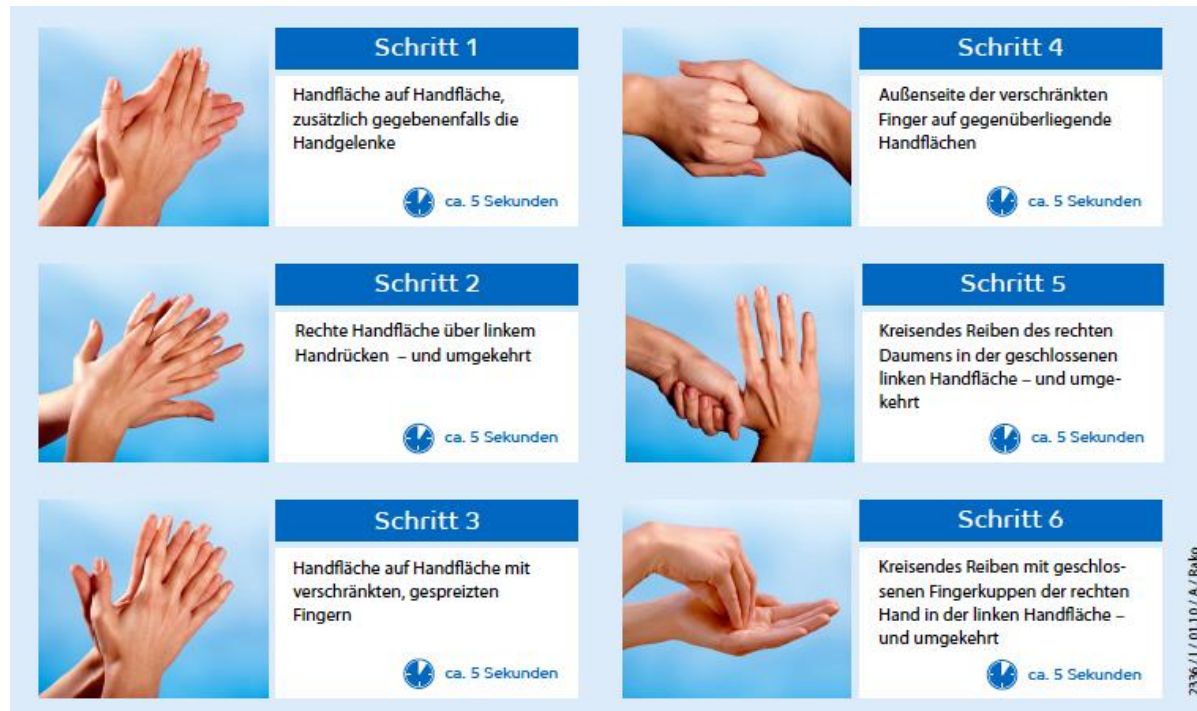 Schritt 1
Handfläche auf Handfläche,
zusätzlich gegebenenfalls die
Handgelenke
ca. 5 Sekunden
Schritt 2
Rechte Handfläche über linkem
Handrücken – und umgekehrt
ca. 5 Sekunden
Schritt 3
Handfläche auf Handfläche mit
verschränkten, gespreizten
Fingern
ca. 5 Sekunden
Schritt 4
Außenseite der verschränkten
Finger auf gegenüberliegende
Handflächen
ca. 5 Sekunden
Schritt 5
Kreisendes Reiben des rechten
Daumens in der geschlossenen
linken Handfläche – und umge-
kehrt
ca. 5 Sekunden
Schritt 6
Kreisendes Reiben mit geschlos-
senen Fingerkuppen der rechten
Hand in der linken Handfläche –
und umgekehrt
ca. 5 Sekunden
2336 / J / 01.10 / A / Rako